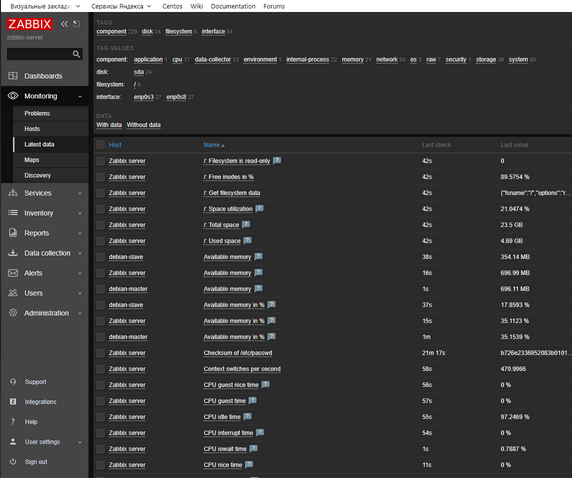 Визуальные заклад Сервисы Яндекса Centos Wiki Documentation Forums
ZABBIX
zabbix-server
Dashboards
Monitoring
Problems
Hosts
Latest data
Maps
Discovery
Services
Inventory
Reports
Data collection
Alerts
Users
Administration
Support
Integrations
Help
User settings
Sign out
TAGS
component 229 disk 24 filesystem 6 interface 54
TAG VALUES
component: application 1 cpu 17 data-collector 13 environment 1 internal-process 22 memory 21 network 54 os 3 raw 7 security 1 storage 38 system
disk: sda 24
filesystem: / 6
interface: enp0s3 27 enp0s8 27
DATA
With data Without data
Host Name Last check Last value
Zabbix server /: Filesystem is read-only ? 42s 0
Zabbix server /: Free inodes in % 42s 89.5754 %
Zabbix server /: Get filesystem data 42s {"fsname":"/","options":"r...
Zabbix server /: Space utilization ? 42s 21.0474 %
Zabbix server /: Total space ? 42s 23.5 GB
Zabbix server /: Used space ? 42s 4.69 GB
debian-slave Available memory ? 38s 354.14 MB
Zabbix server Available memory ? 16s 696.99 MB
debian-master Available memory ? 1s 696.11 MB
debian-slave Available memory in % ? 37s 17.8593 %
Zabbix server Available memory in % ? 15s 35.1123 %
debian-master Available memory in % ? 1m 35.1539 %
Zabbix server Checksum of /etc/passwd 21m 17s b726e2336952083b0101...
Zabbix server Context switches per second 58s 470.9966
Zabbix server CPU guest nice time ? 56s 0 %
Zabbix server CPU guest time ? 57s 0 %
Zabbix server CPU idle time ? 55s 97.2469 %
Zabbix server CPU interrupt time ? 54s 0 %
Zabbix server CPU iowait time ? 1s 0.7887 %
Zabbix server CPU nice time ? 11s 0 %